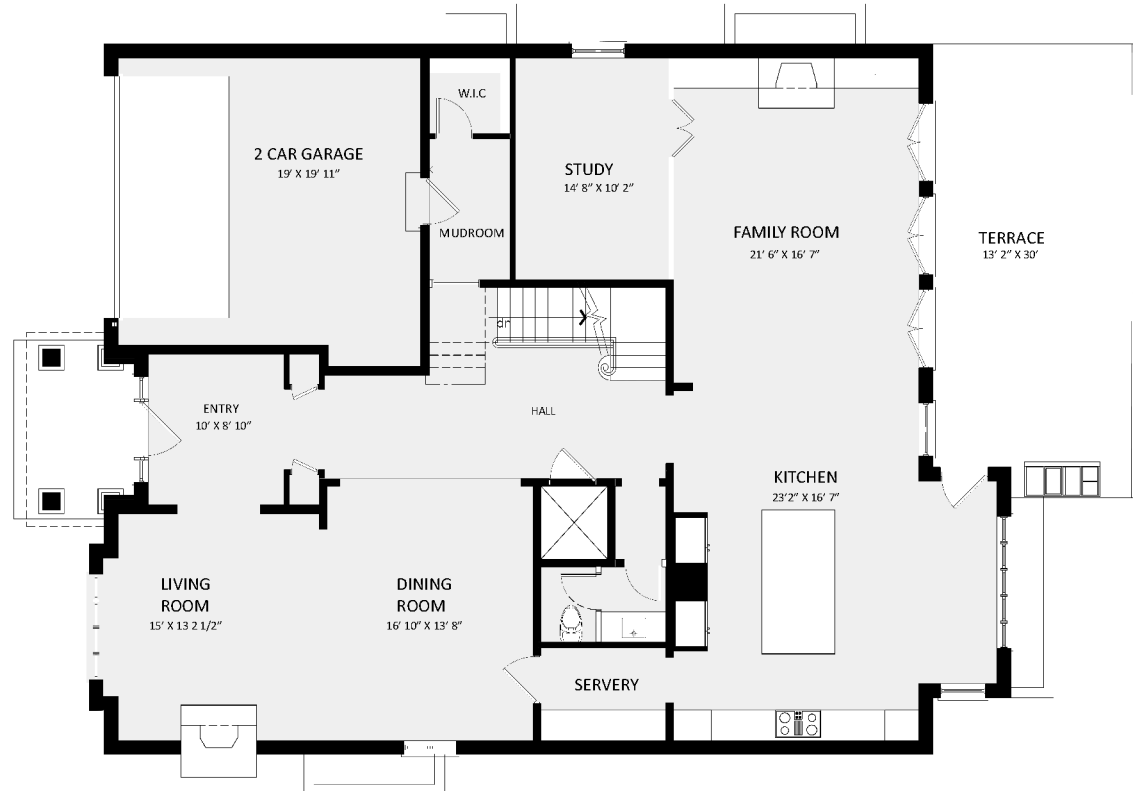 W.I.C
2 CAR GARAGE
19' X 19' 11"
STUDY
14' 8" X 10' 2"
MUDROOM
FAMILY ROOM
21' 6" X 16' 7"
TERRACE
13' 2" X 30'
dn
ENTRY
10' X 8' 10"
HALL
KITCHEN
23'2" X 16' 7"
LIVING
ROOM
15' X 13 2 1/2"
DINING
ROOM
16' 10" X 13' 8"
SERVERY